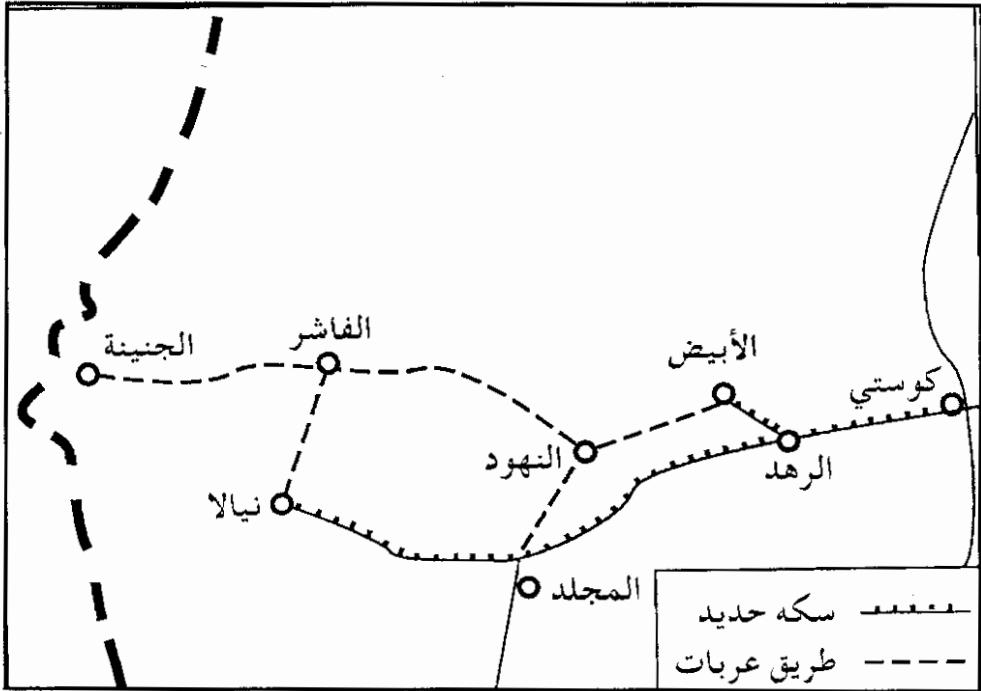 الجنينة
الفاشر
الأبيض
كوستي
النهود
الرهد
نيالا
المجلد
سكه حديد
طريق عربات